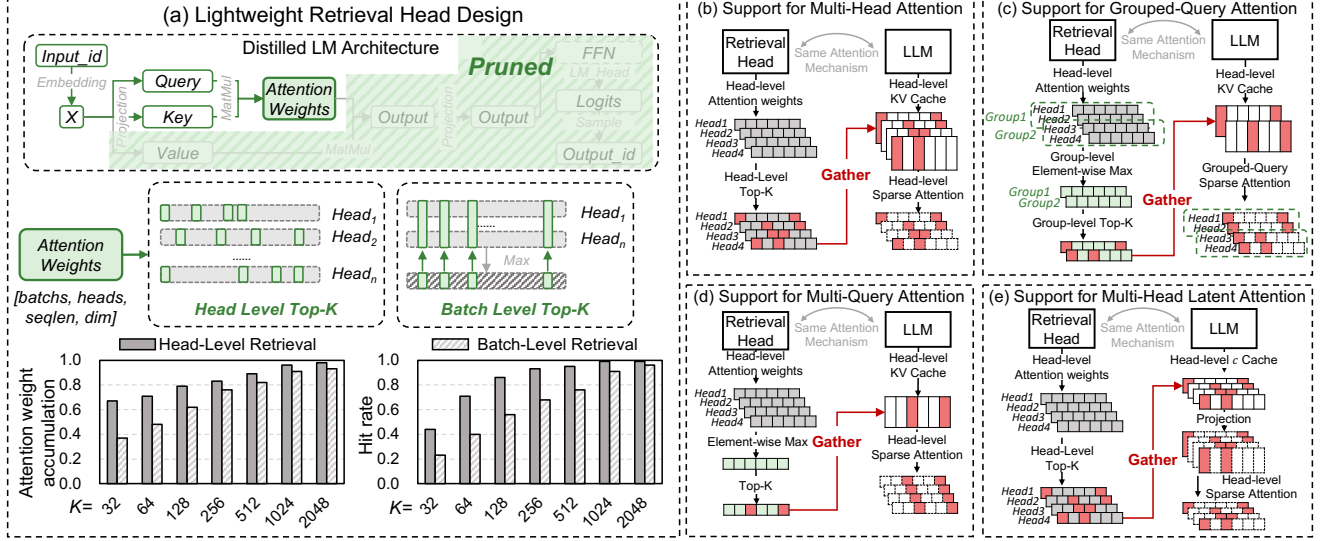 (a) Lightweight Retrieval Head Design
Distilled LM Architecture
Input_id
Embedding
X
Projection
Query
Key
Value
MatMul
Attention
Weights
MatMul
Output
Projection
Output
Pruned
FFN
LM_Head
Logits
Sample
Output_id
Attention
Weights
[batchs, heads,
seqlen, dim]
Head1
Head2
......
Headn
Head Level Top-K
Head1
......
Headn
Max
Batch Level Top-K
Head-Level Retrieval
Batch-Level Retrieval
Attention weight
accumulation
1.0
0.8
0.6
0.4
0.2
0.0
K= 32 64 128 256 512 1024 2048
Hit rate
1.0
0.8
0.6
0.4
0.2
0.0
K= 32 64 128 256 512 1024 2048
(b) Support for Multi-Head Attention
Retrieval
Head
Same Attention
Mechanism
LLM
Head-level
Attention weights
Head1
Head2
Head3
Head4
Head-Level
Top-K
Head1
Head2
Head3
Head4
Gather
Head-level
KV Cache
Head-level
Sparse Attention
(c) Support for Grouped-Query Attention
Retrieval
Head
Same Attention
Mechanism
LLM
Head-level
Attention weights
Group1
Group2
Head1
Head2
Head3
Head4
Group-level
Element-wise Max
Group1
Group2
Group-level Top-K
Gather
Head-level
KV Cache
Grouped-Query
Sparse Attention
Head1
Head2
Head3
Head4
(d) Support for Multi-Query Attention
Retrieval
Head
Same Attention
Mechanism
LLM
Head-level
Attention weights
Head1
Head2
Head3
Head4
Element-wise Max
Top-K
Gather
Head-level
KV Cache
Head-level
Sparse Attention
(e) Support for Multi-Head Latent Attention
Retrieval
Head
Same Attention
Mechanism
LLM
Head-level
Attention weights
Head1
Head2
Head3
Head4
Head-Level
Top-K
Head1
Head2
Head3
Head4
Gather
Head-level c Cache
Projection
Head-level
Sparse Attention